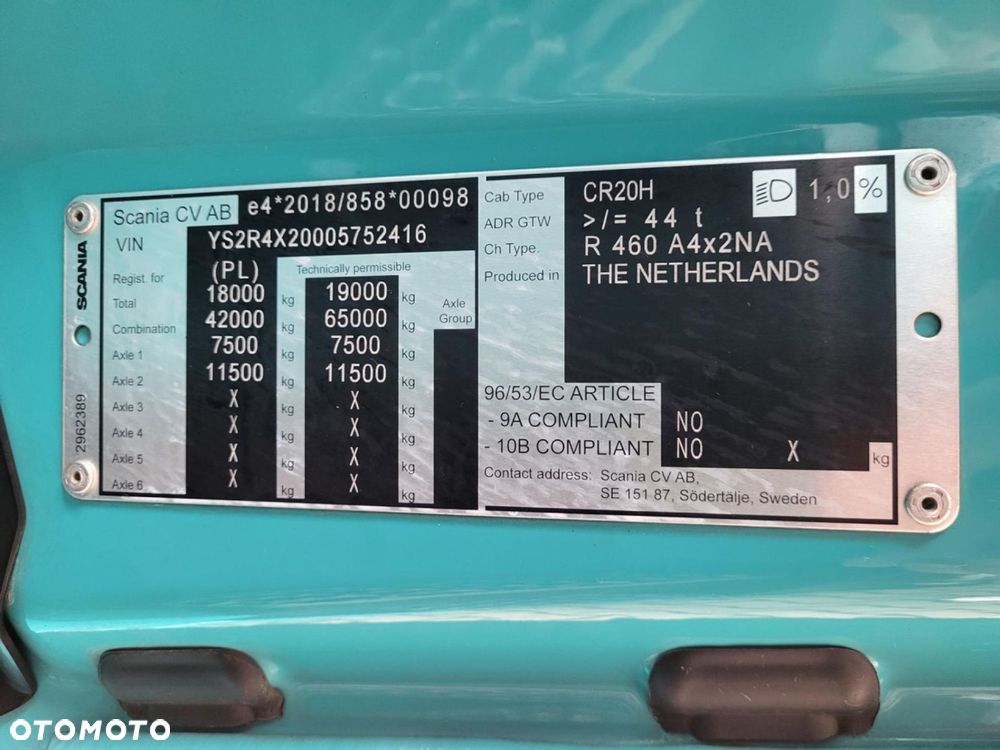 Scania CV AB e4*2018/858*00098
VIN YS2R4X20005752416
Regist. for (PL) Technically permissible
Total 18000 kg 19000 kg Axle Group
Combination 42000 kg 65000 kg
Axle 1 7500 kg 7500 kg
Axle 2 11500 kg 11500 kg
Axle 3 X kg X kg
Axle 4 X kg X kg
Axle 5 X kg X kg
Axle 6 X kg X kg
SCANIA
2962389
Cab Type CR20H 1,0%
ADR GTW >/= 44 t
Ch Type. R 460 A4x2NA
Produced in THE NETHERLANDS
96/53/EC ARTICLE
- 9A COMPLIANT NO
- 10B COMPLIANT NO X kg
Contact address: Scania CV AB,
SE 151 87, Södertälje, Sweden
OTOMOTO